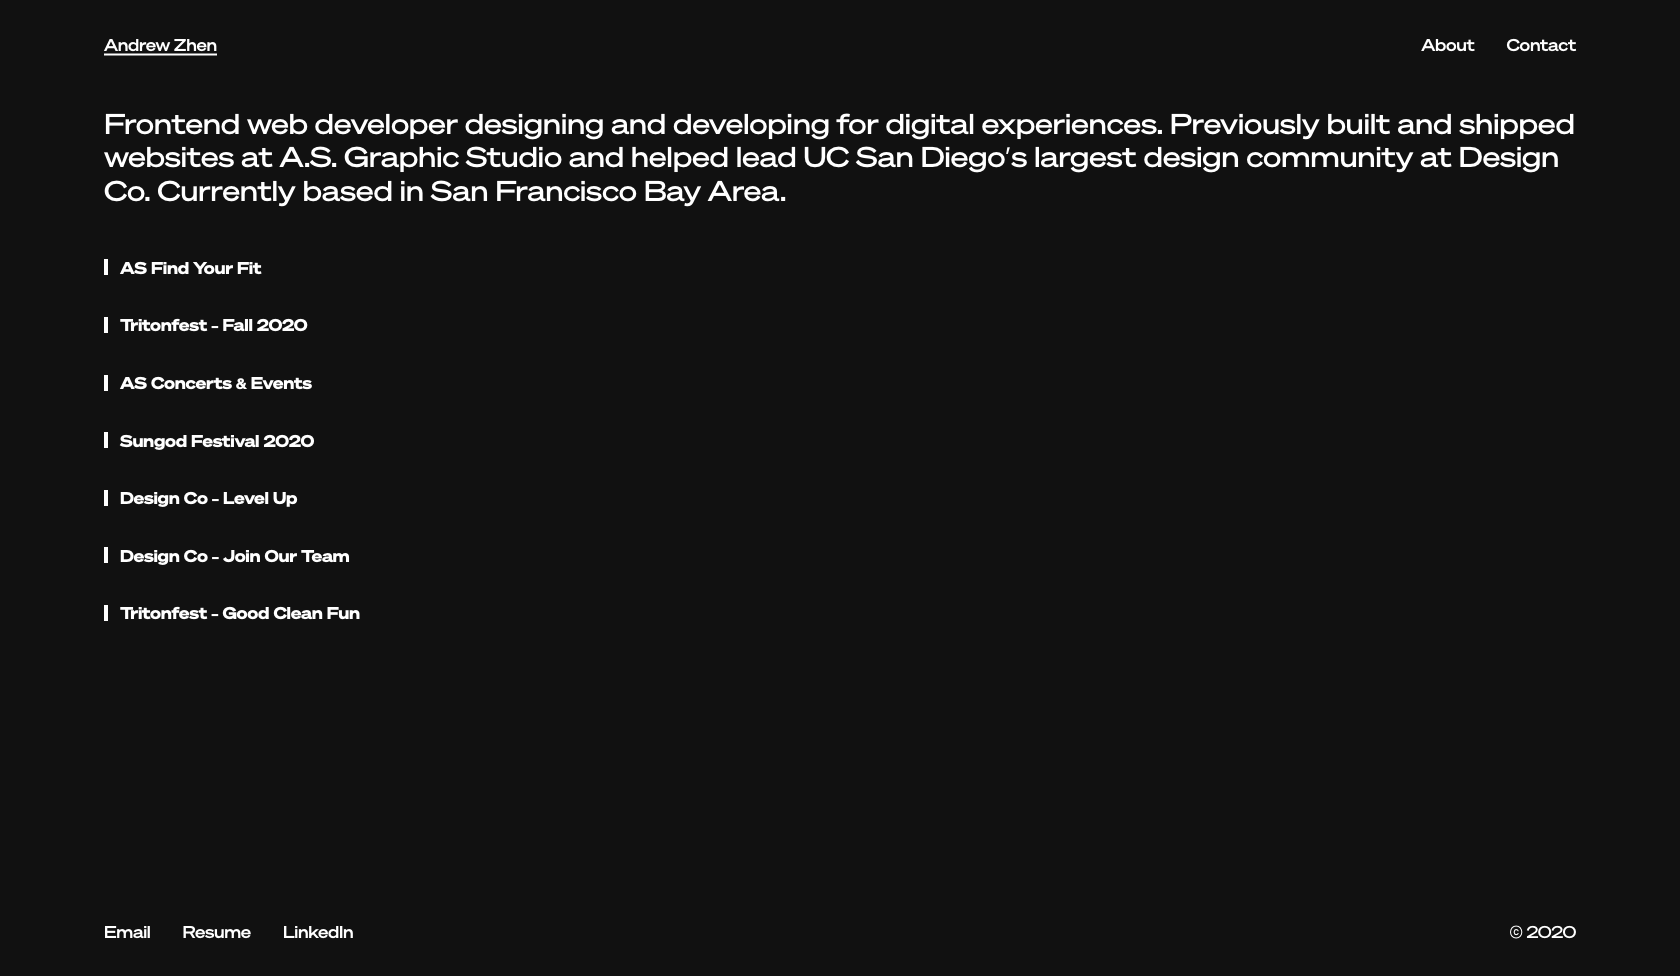 Andrew Zhen
About
Contact
Frontend web developer designing and developing for digital experiences. Previously built and shipped
websites at A.S. Graphic Studio and helped lead UC San Diego's largest design community at Design
Co. Currently based in San Francisco Bay Area.
AS Find Your Fit
Tritonfest - Fall 2020
AS Concerts & Events
Sungod Festival 2020
Design Co - Level Up
Design Co - Join Our Team
Tritonfest - Good Clean Fun
Email
Resume
LinkedIn
© 2020